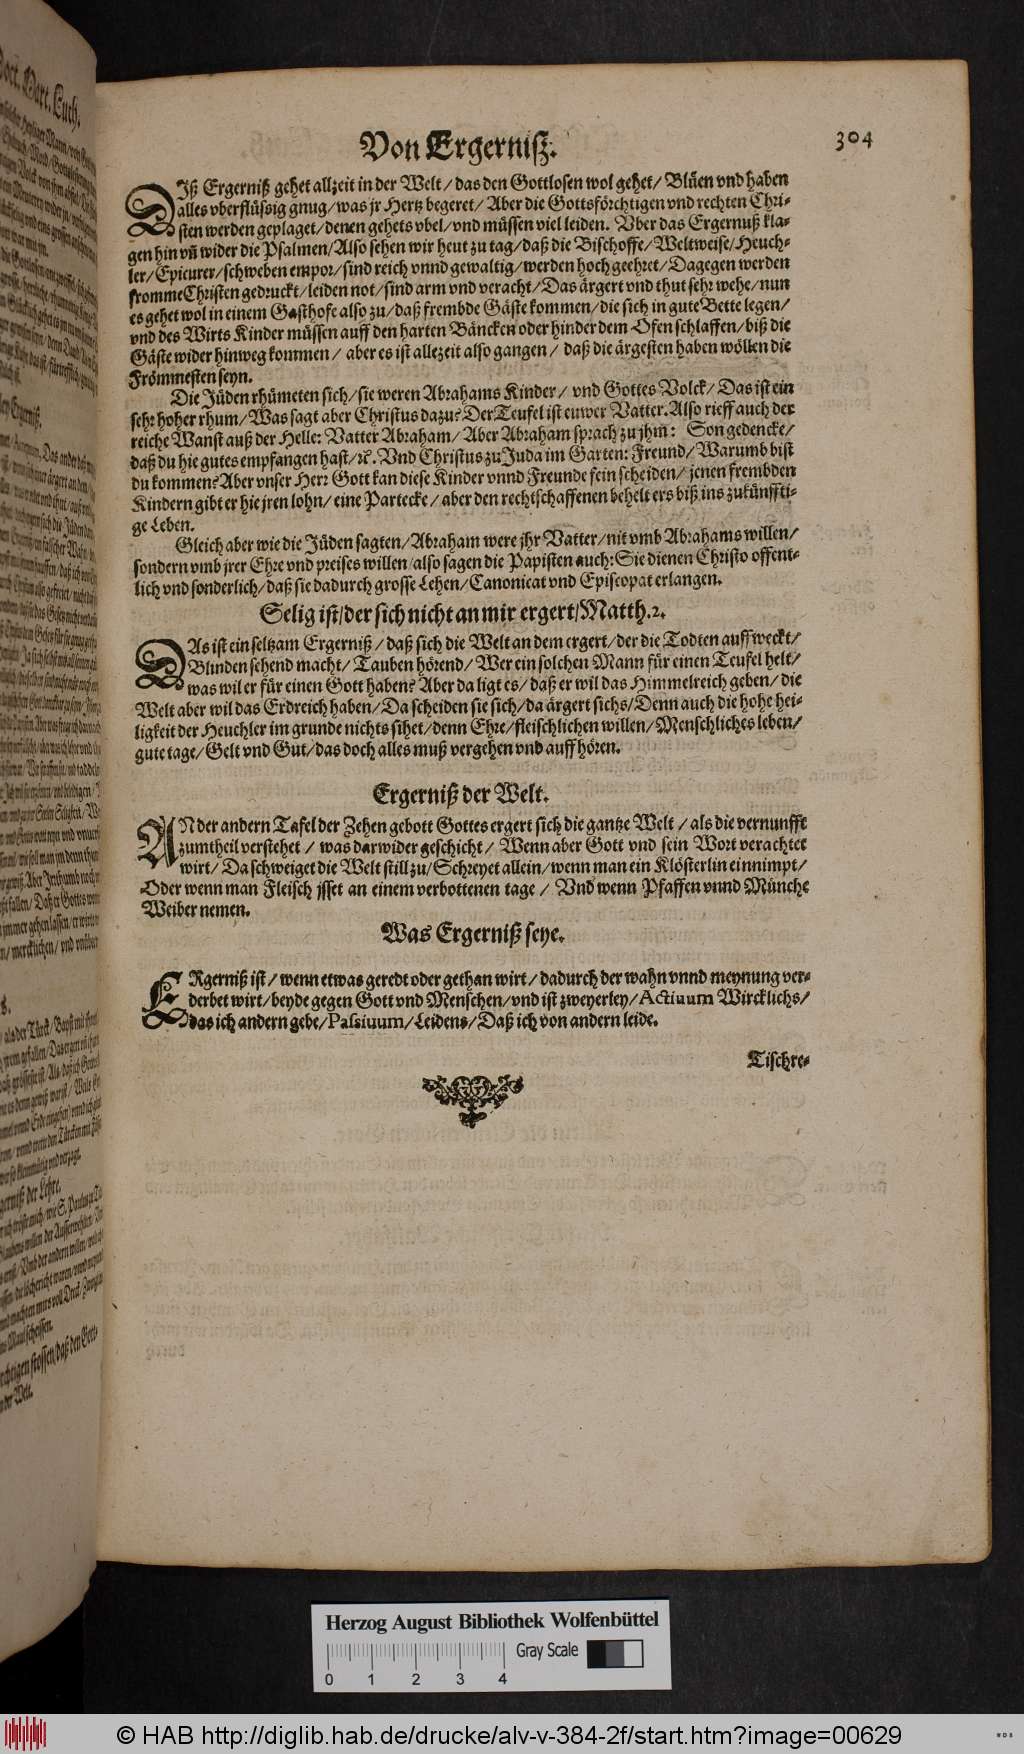 Von Ergerniß.
304
DIß Ergerniß gehet allzeit in der Welt / das den Gottlosen wol gehet / Blüen vnd haben
alles vberflüssig gnug / was jr Hertz begeret / Aber die Gottsförchtigen vnd rechten Chri-
sten werden geplaget / denen gehets vbel / vnd müssen viel leiden. Vber das Ergernuß kla-
gen hin vñ wider die Psalmen / Also sehen wir heut zu tag / daß die Bischoffe / Weltweise / Heuch-
ler / Epicurer / schweben empor / sind reich vnnd gewaltig / werden hoch geehret / Dagegen werden
fromme Christen gedruckt / leiden not / sind arm vnd veracht / Das ärgert vnd thut sehr wehe / nun
es gehet wol in einem Gasthofe also zu / daß frembde Gäste kommen / die sich in gute Bette legen /
vnd des Wirts Kinder müssen auff den harten Bäncken oder hinder dem Ofen schlaffen / biß die
Gäste wider hinweg kommen / aber es ist allezeit also gangen / daß die ärgesten haben wöllen die
Frömmesten seyn.
Die Jüden rhümeten sich / sie weren Abrahams Kinder / vnd Gottes Volck / Das ist ein
sehr hoher rhum / Was sagt aber Christus dazu? Der Teufel ist euwer Vatter. Also rieff auch der
reiche Wanst auß der Helle: Vatter Abraham / Aber Abraham sprach zu jhm: Son gedencke /
daß du hie gutes empfangen hast / ꝛc. Vnd Christus zu Juda im Garten: Freund / Warumb bist
du kommen? Aber vnser Herr Gott kan diese Kinder vnnd Freunde fein scheiden / jenen frembden
Kindern gibt er hie jren lohn / eine Partecke / aber den rechtschaffenen behelt ers biß ins zukünffti-
ge Leben.
Gleich aber wie die Jüden sagten / Abraham were jhr Vatter / nit vmb Abrahams willen /
sondern vmb jrer Ehre vnd preises willen / also sagen die Papisten auch: Sie dienen Christo offent-
lich vnd sonderlich / daß sie dadurch grosse Lehen / Canonicat vnd Episcopat erlangen.
Selig ist / der sich nicht an mir ergert / Matth. 2.
DAs ist ein seltzam Ergerniß / daß sich die Welt an dem ergert / der die Todten aufferweckt /
Blinden sehend macht / Tauben hörend / Wer ein solchen Mann für einen Teufel helt /
was wil er für einen Gott haben? Aber da ligt es / daß er wil das Himmelreich geben / die
Welt aber wil das Erdreich haben / Da scheiden sie sich / da ärgert sichs / Denn auch die hohe hei-
ligkeit der Heuchler im grunde nichts sihet / denn Ehre / fleischlichen willen / Menschliches leben /
gute tage / Gelt vnd Gut / das doch alles muß vergehen vnd auffhören.
Ergerniß der Welt.
AN der andern Tafel der Zehen gebott Gottes ergert sich die gantze Welt / als die vernunfft
zumtheil verstehet / was darwider geschicht / Wenn aber Gott vnd sein Wort verachtet
wirt / Da schweiget die Welt still zu / Schreyet allein / wenn man ein Klösterlin einnimpt /
Oder wenn man Fleisch jsset an einem verbottenen tage / Vnd wenn Pfaffen vnnd Münche
Weiber nemen.
Was Ergerniß seye.
ERgerniß ist / wenn etwas geredt oder gethan wirt / dadurch der wahn vnnd meynung ver-
derbet wirt / beyde gegen Gott vnd Menschen / vnd ist zweyerley / Actiuum Wircklichs /
das ich andern gebe / Passiuum / Leidens / Daß ich von andern leide.
Tischre-
Herzog August Bibliothek Wolfenbüttel
Gray Scale
0 1 2 3 4
© HAB http://diglib.hab.de/drucke/alv-v-384-2f/start.htm?image=00629